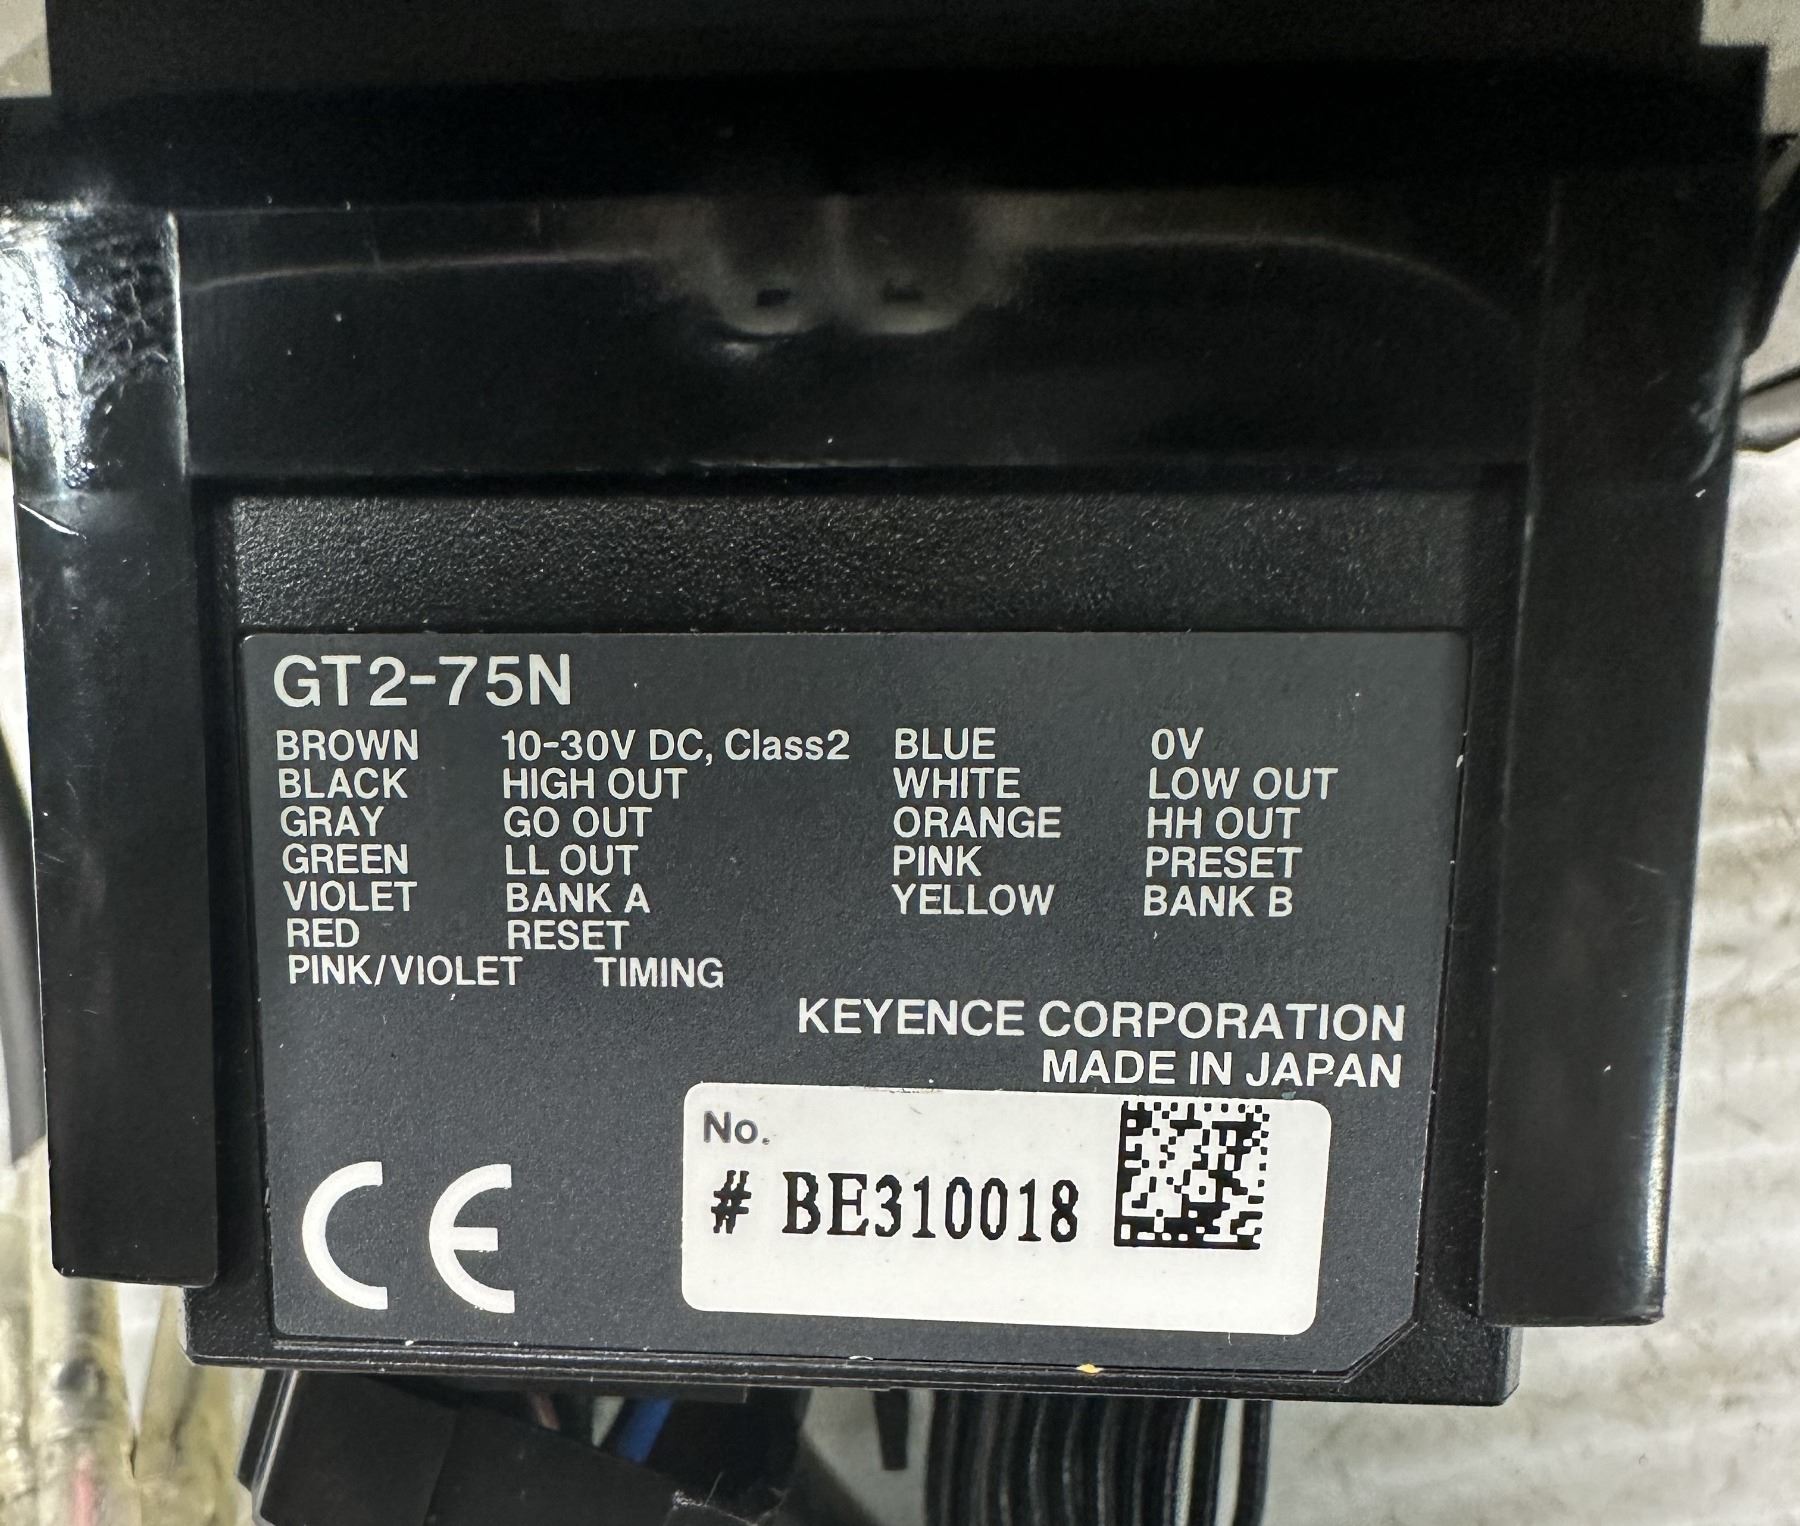 GT2-75N
BROWN 10-30V DC, Class2 BLUE 0V
BLACK HIGH OUT WHITE LOW OUT
GRAY GO OUT ORANGE HH OUT
GREEN LL OUT PINK PRESET
VIOLET BANK A YELLOW BANK B
RED RESET
PINK/VIOLET TIMING
KEYENCE CORPORATION
MADE IN JAPAN
No.
# BE310018
CE